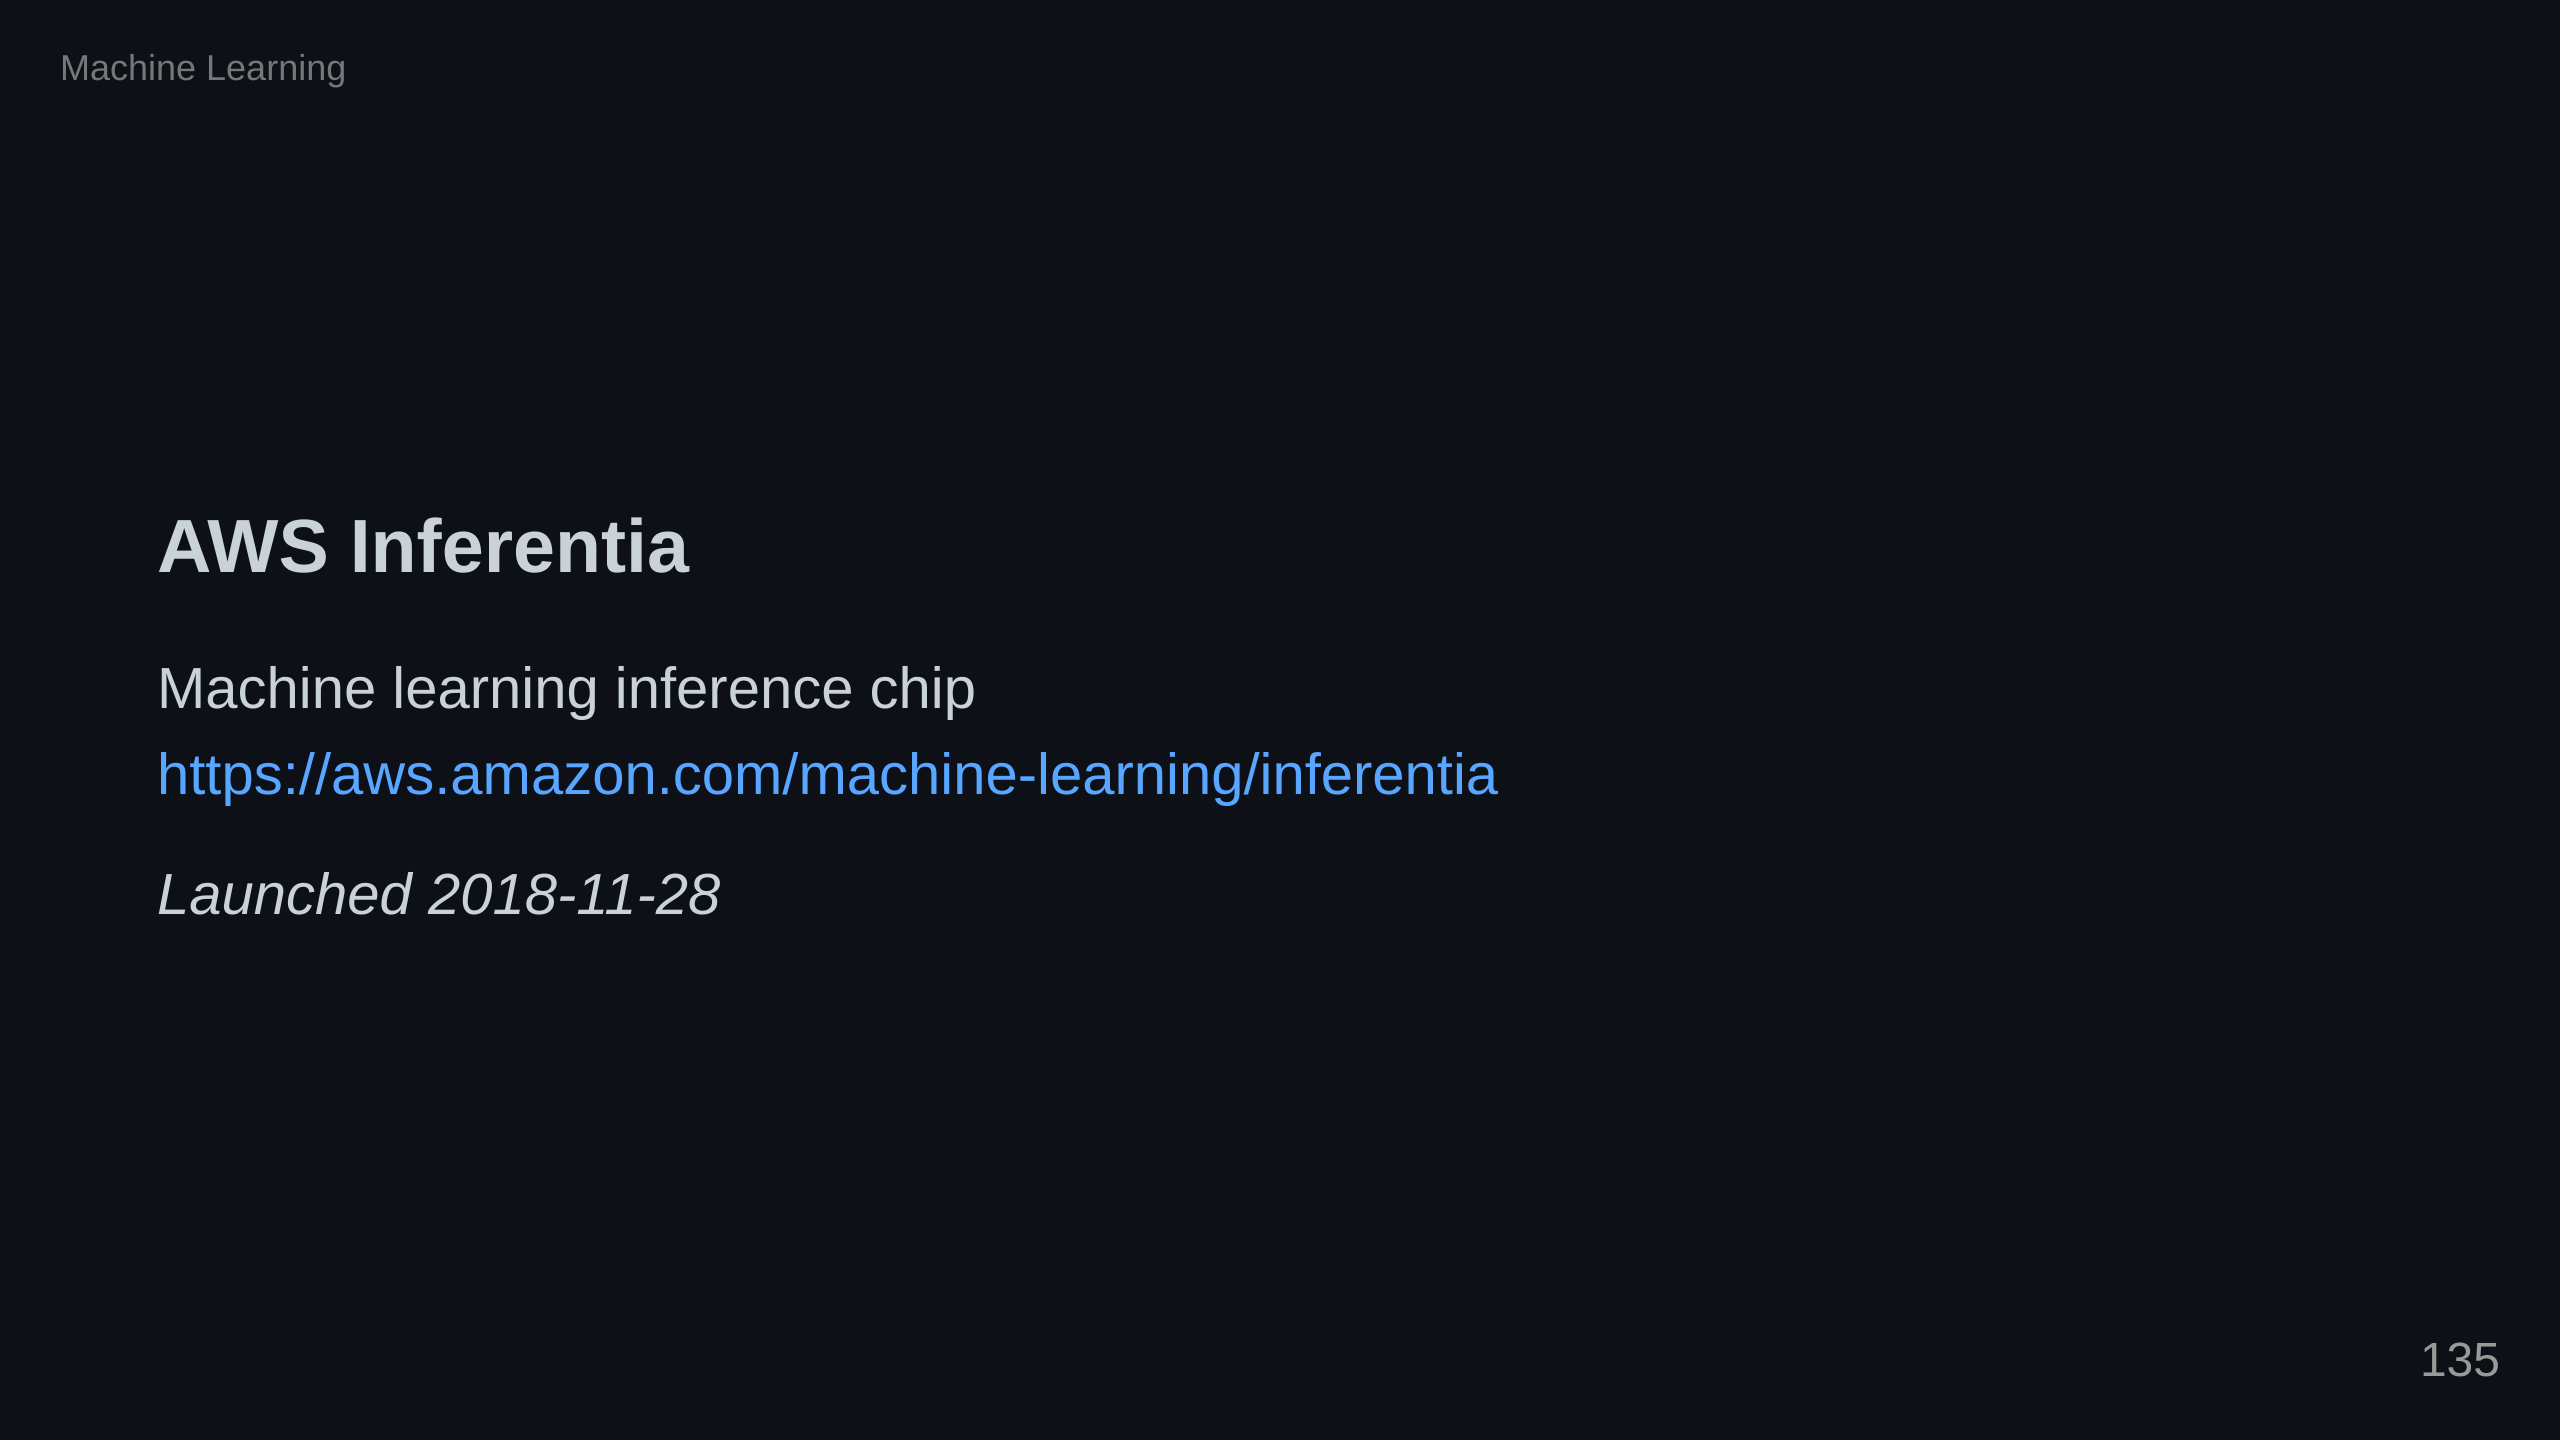 Machine Learning
AWS Inferentia
Machine learning inference chip
https://aws.amazon.com/machine-learning/inferentia
Launched 2018-11-28
135